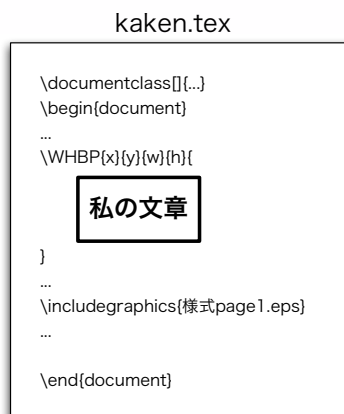 kaken.tex
\documentclass[]{...}
\begin{document}
...
\WHBP{x}{y}{w}{h}{
私の文章
}
...
\includegraphics{様式page1.eps}
...
\end{document}